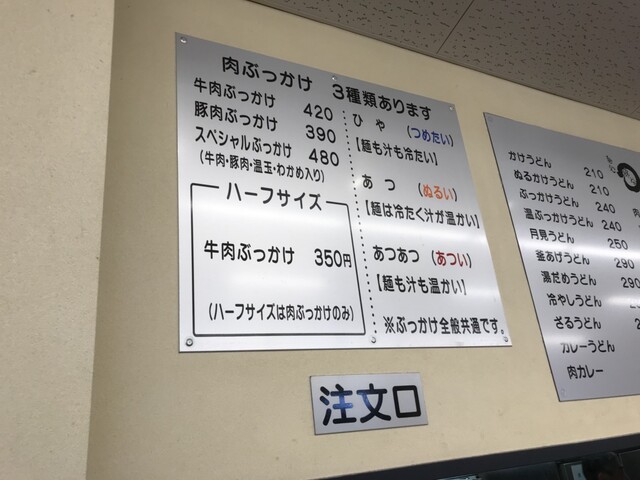 肉ぶっかけ 3種類あります
牛肉ぶっかけ 420
豚肉ぶっかけ 390
スペシャルぶっかけ 480
(牛肉・豚肉・温玉・わかめ入り)
ハーフサイズ
牛肉ぶっかけ 350円
(ハーフサイズは肉ぶっかけのみ)
ひや (つめたい)
【麺も汁も冷たい】
あつ (ぬるい)
【麺は冷たく汁が温かい】
あつあつ (あつい)
【麺も汁も温かい】
※ぶっかけ全般共通です。
注文口
かけうどん 210
ぬるかけうどん 210
ぶっかけうどん 240
温ぶっかけうどん 240
月見うどん 250
釜あげうどん 290
湯だめうどん 290
冷やしうどん
ざるうどん
カレーうどん
肉カレー